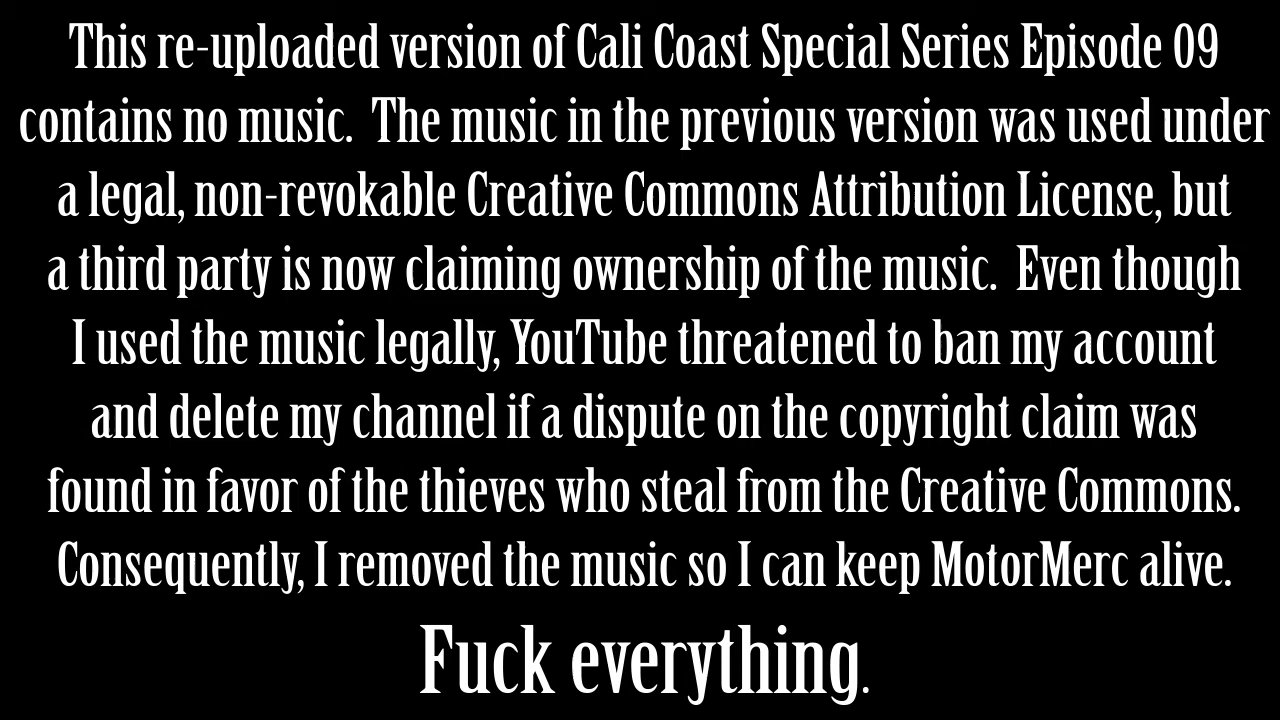 This re-uploaded version of Cali Coast Special Series Episode 09
contains no music.  The music in the previous version was used under
a legal, non-revokable Creative Commons Attribution License, but
a third party is now claiming ownership of the music.  Even though
I used the music legally, YouTube threatened to ban my account
and delete my channel if a dispute on the copyright claim was
found in favor of the thieves who steal from the Creative Commons.
Consequently, I removed the music so I can keep MotorMerc alive.
Fuck everything.